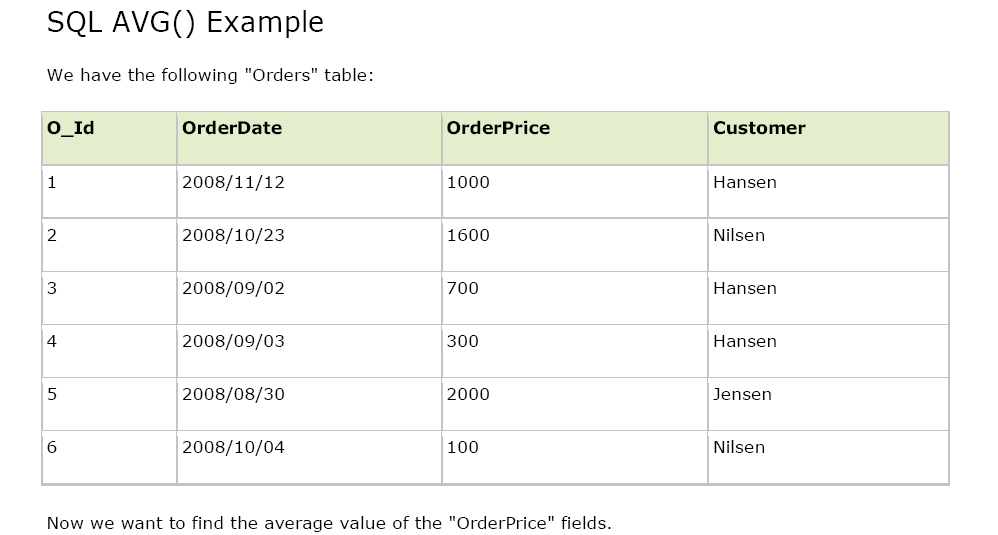 SQL AVG() Example
We have the following "Orders" table:
O_Id OrderDate OrderPrice Customer
1 2008/11/12 1000 Hansen
2 2008/10/23 1600 Nilsen
3 2008/09/02 700 Hansen
4 2008/09/03 300 Hansen
5 2008/08/30 2000 Jensen
6 2008/10/04 100 Nilsen
Now we want to find the average value of the "OrderPrice" fields.